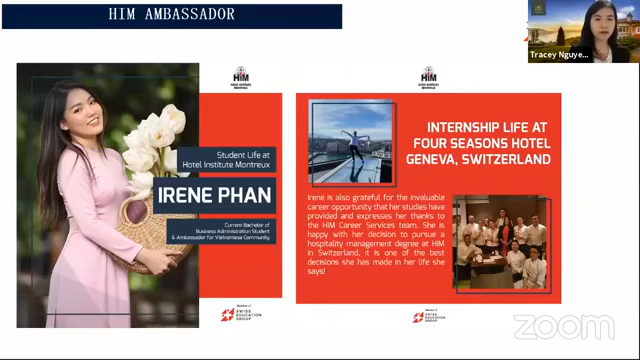 HIM AMBASSADOR
Tracey Nguye...
HIM
Hotel Institute
Montreux
Student Life at
Hotel Institute Montreux
IRENE PHAN
Current Bachelor of
Business Administration Student
& Ambassador for Vietnamese Community
SWISS
EDUCATION
GROUP
HIM
Hotel Institute
Montreux
INTERNSHIP LIFE AT
FOUR SEASONS HOTEL
GENEVA, SWITZERLAND
Irene is also grateful for the invaluable
career opportunity that her studies have
provided and expresses her thanks to
the HIM Career Services team. She is
happy with her decision to pursue a
hospitality management degree at HIM
in Switzerland, it is one of the best
decisions she has made in her life she
says!
SWISS
EDUCATION
GROUP
zoom